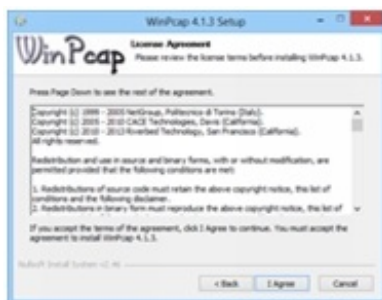 WinPcap 4.1.3 Setup
WinPcap
License Agreement
Please review the license terms before installing WinPcap 4.1.3.
Press Page Down to see the rest of the agreement.
Copyright (c) 1999 - 2005 NetGroup, Politecnico di Torino (Italy).
Copyright (c) 2005 - 2010 CACE Technologies, Davis (California).
Copyright (c) 2010 - 2013 Riverbed Technology, San Francisco (California).
All rights reserved.
Redistribution and use in source and binary forms, with or without modification, are
permitted provided that the following conditions are met:
1. Redistributions of source code must retain the above copyright notice, this list of
conditions and the following disclaimer.
2. Redistributions in binary form must reproduce the above copyright notice, this list of
If you accept the terms of the agreement, click I Agree to continue. You must accept the
agreement to install WinPcap 4.1.3.
Nullsoft Install System v2.46
< Back
I Agree
Cancel